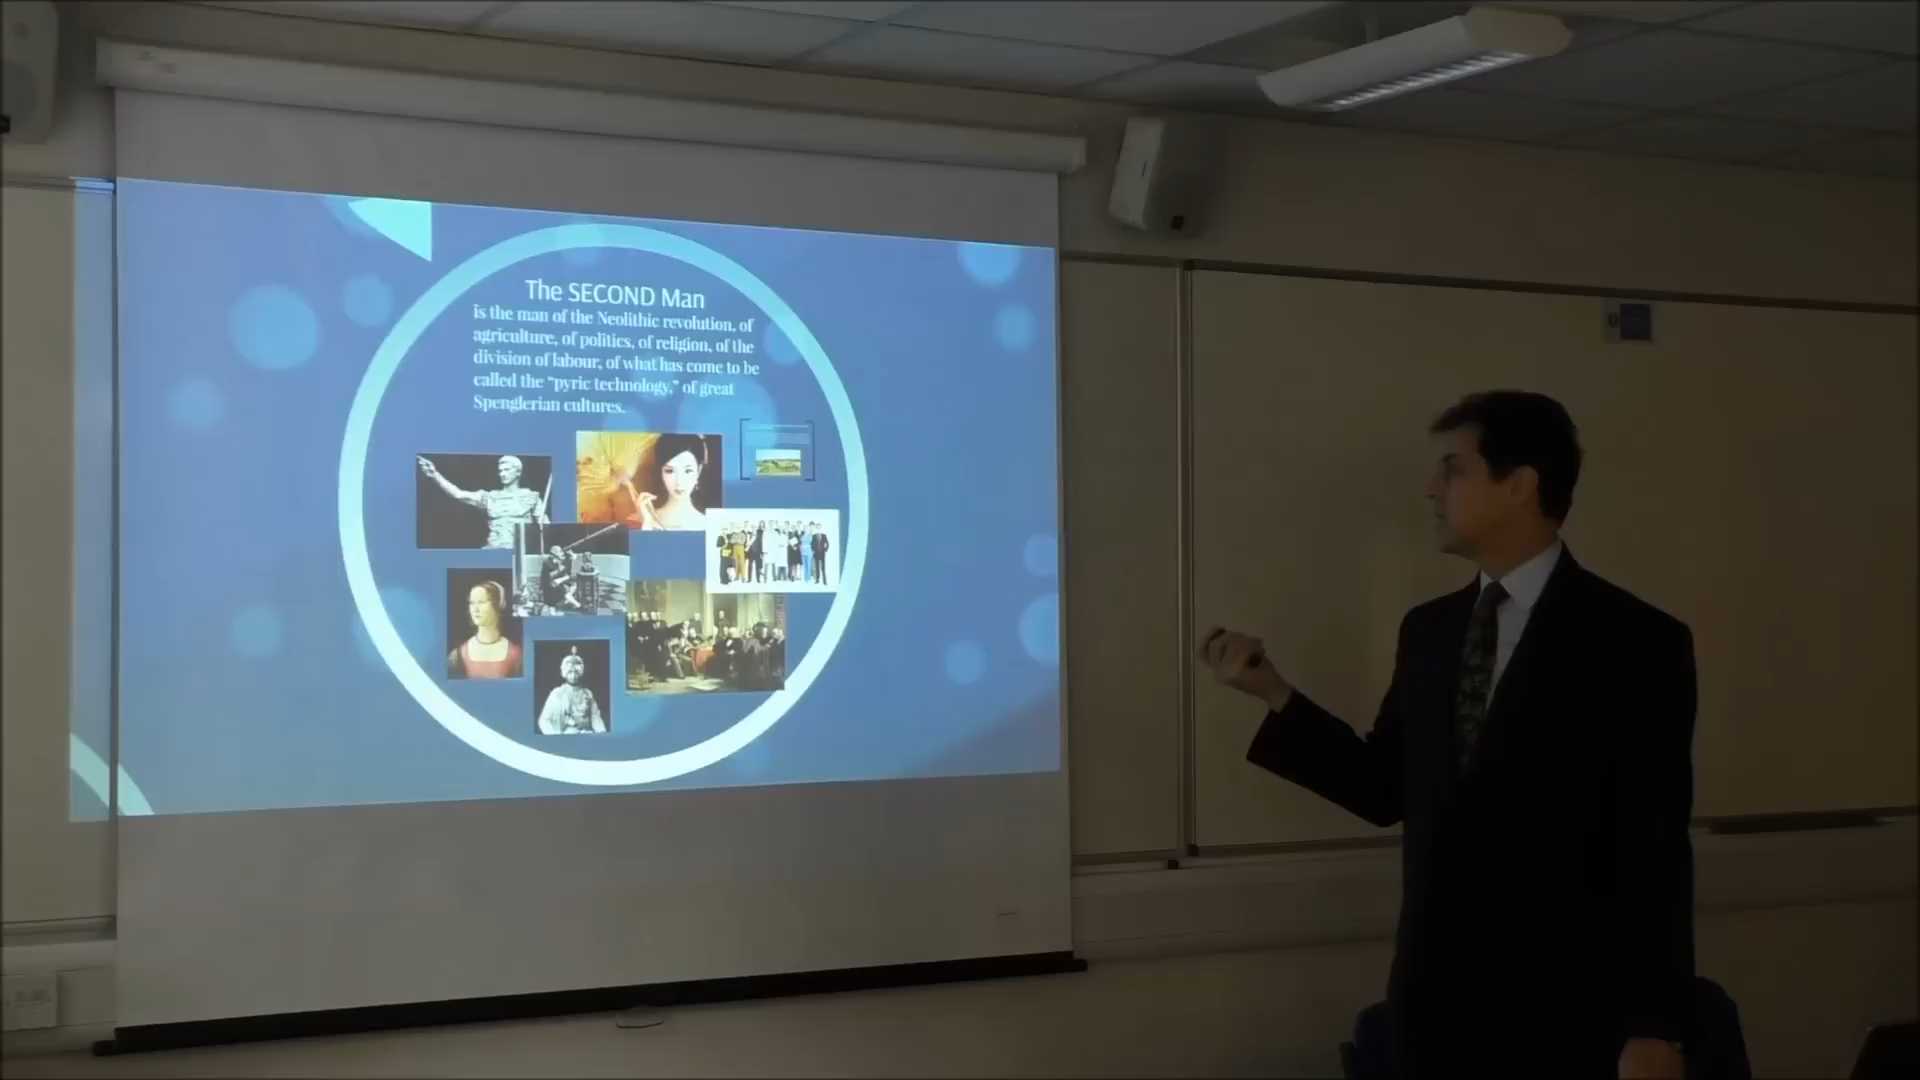 The SECOND Man
is the man of the Neolithic revolution, of
agriculture, of politics, of religion, of the
division of labour, of what has come to be
called the “pyric technology,” of great
Spenglerian cultures.